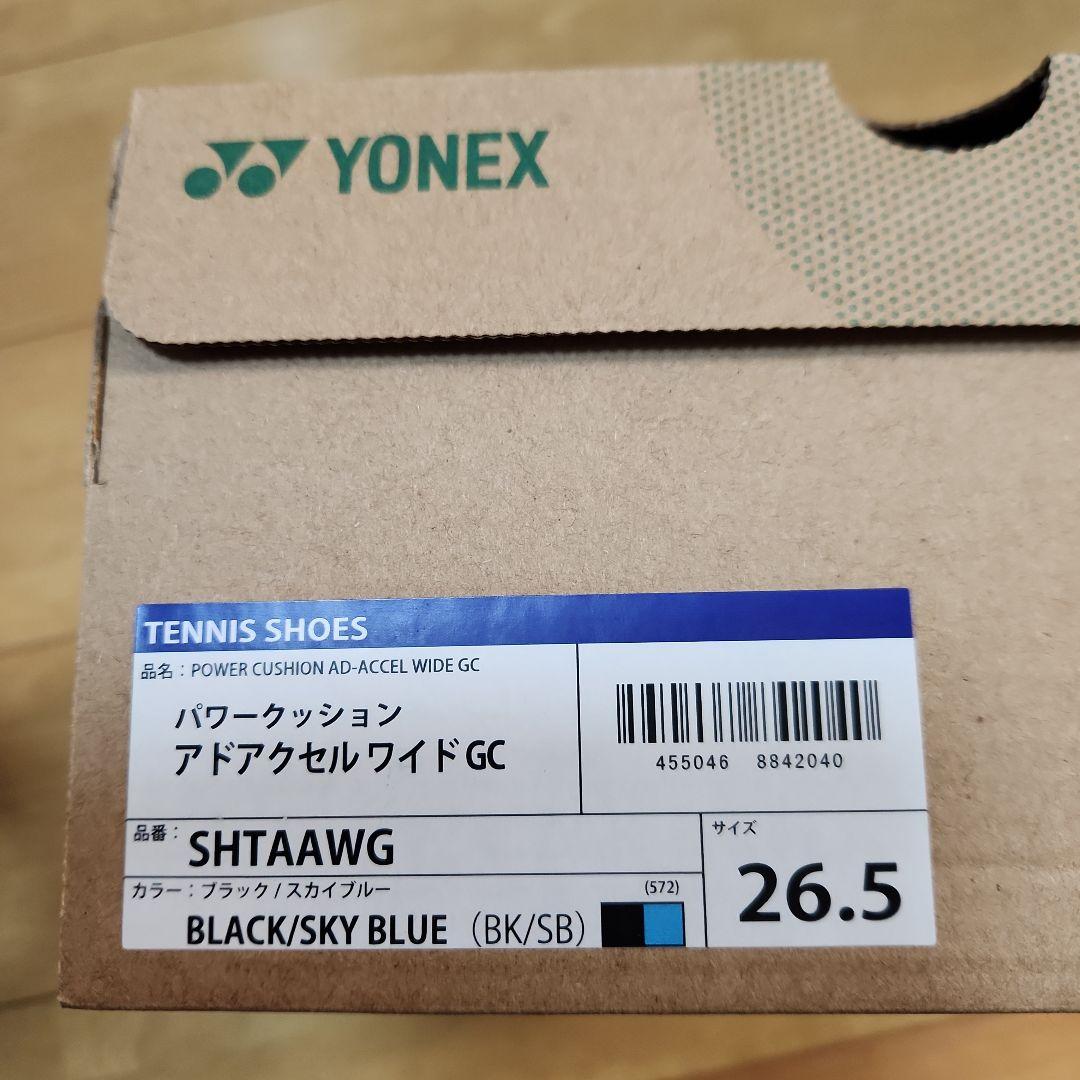 YONEX
TENNIS SHOES
品名：POWER CUSHION AD-ACCEL WIDE GC
パワークッション
アドアクセル ワイド GC
455046 8842040
品番：
SHTAAWG
サイズ
26.5
カラー：ブラック / スカイブルー
(572)
BLACK/SKY BLUE （BK/SB）